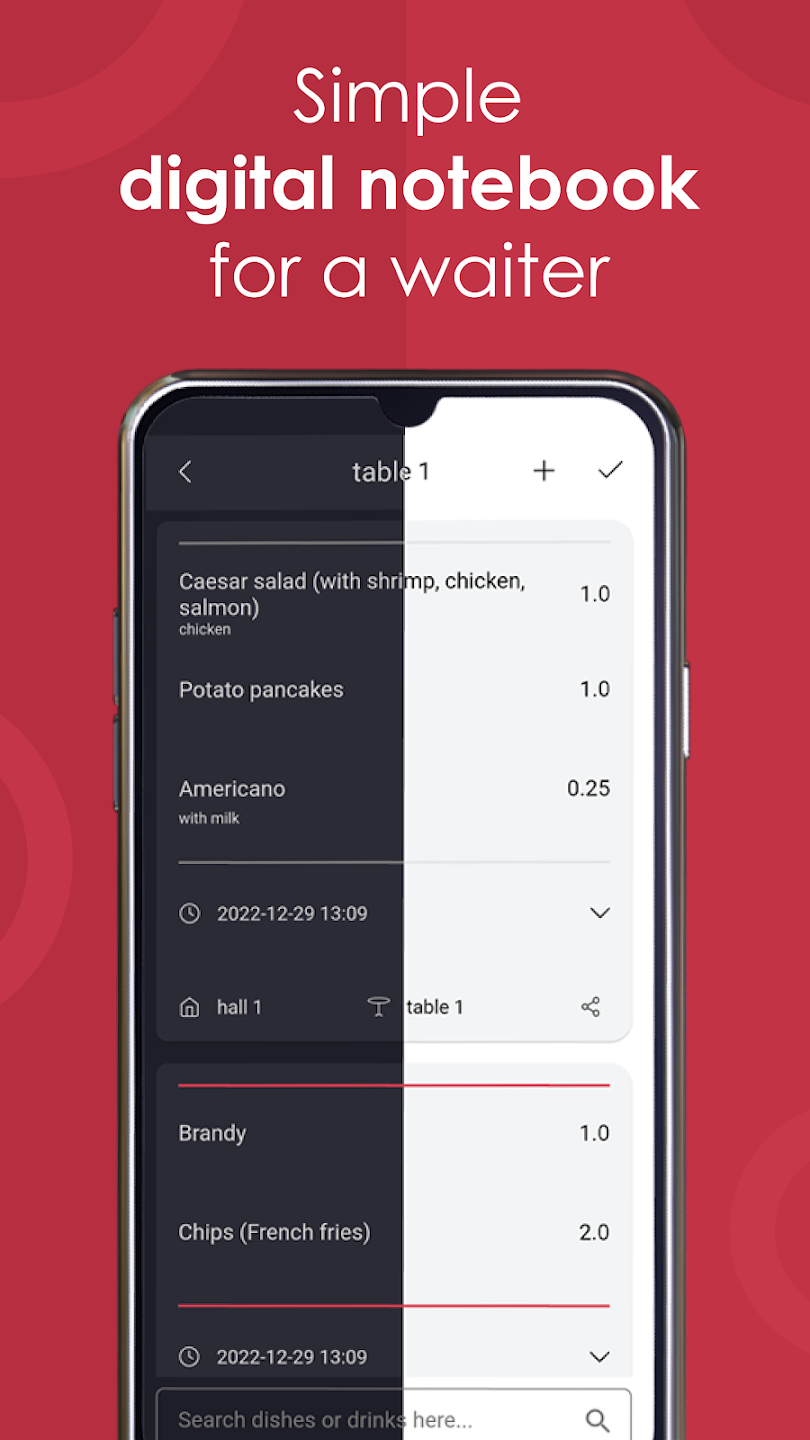 Simple
digital notebook
for a waiter
table 1
Caesar salad (with shrimp, chicken,
salmon)
1.0
chicken
Potato pancakes 1.0
Americano 0.25
with milk
2022-12-29 13:09
hall 1 table 1
Brandy 1.0
Chips (French fries) 2.0
2022-12-29 13:09
Search dishes or drinks here...